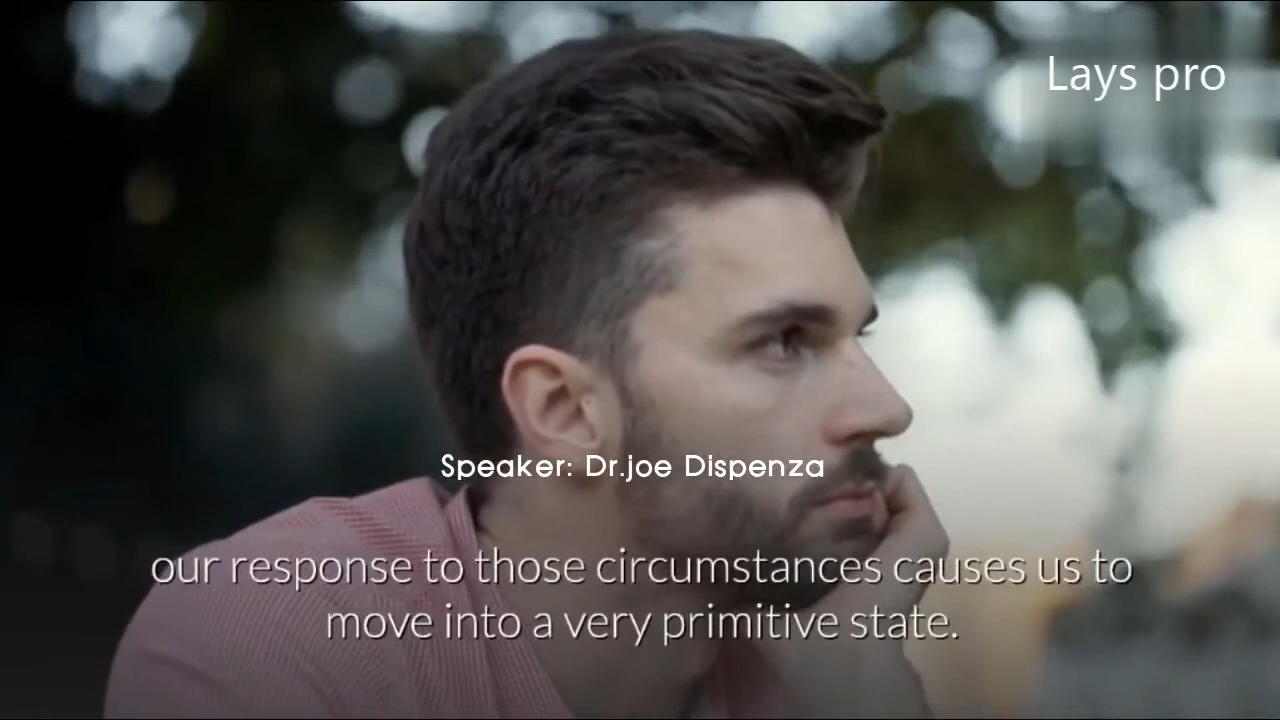 Lays pro
Speaker: Dr.joe Dispenza
our response to those circumstances causes us to
move into a very primitive state.